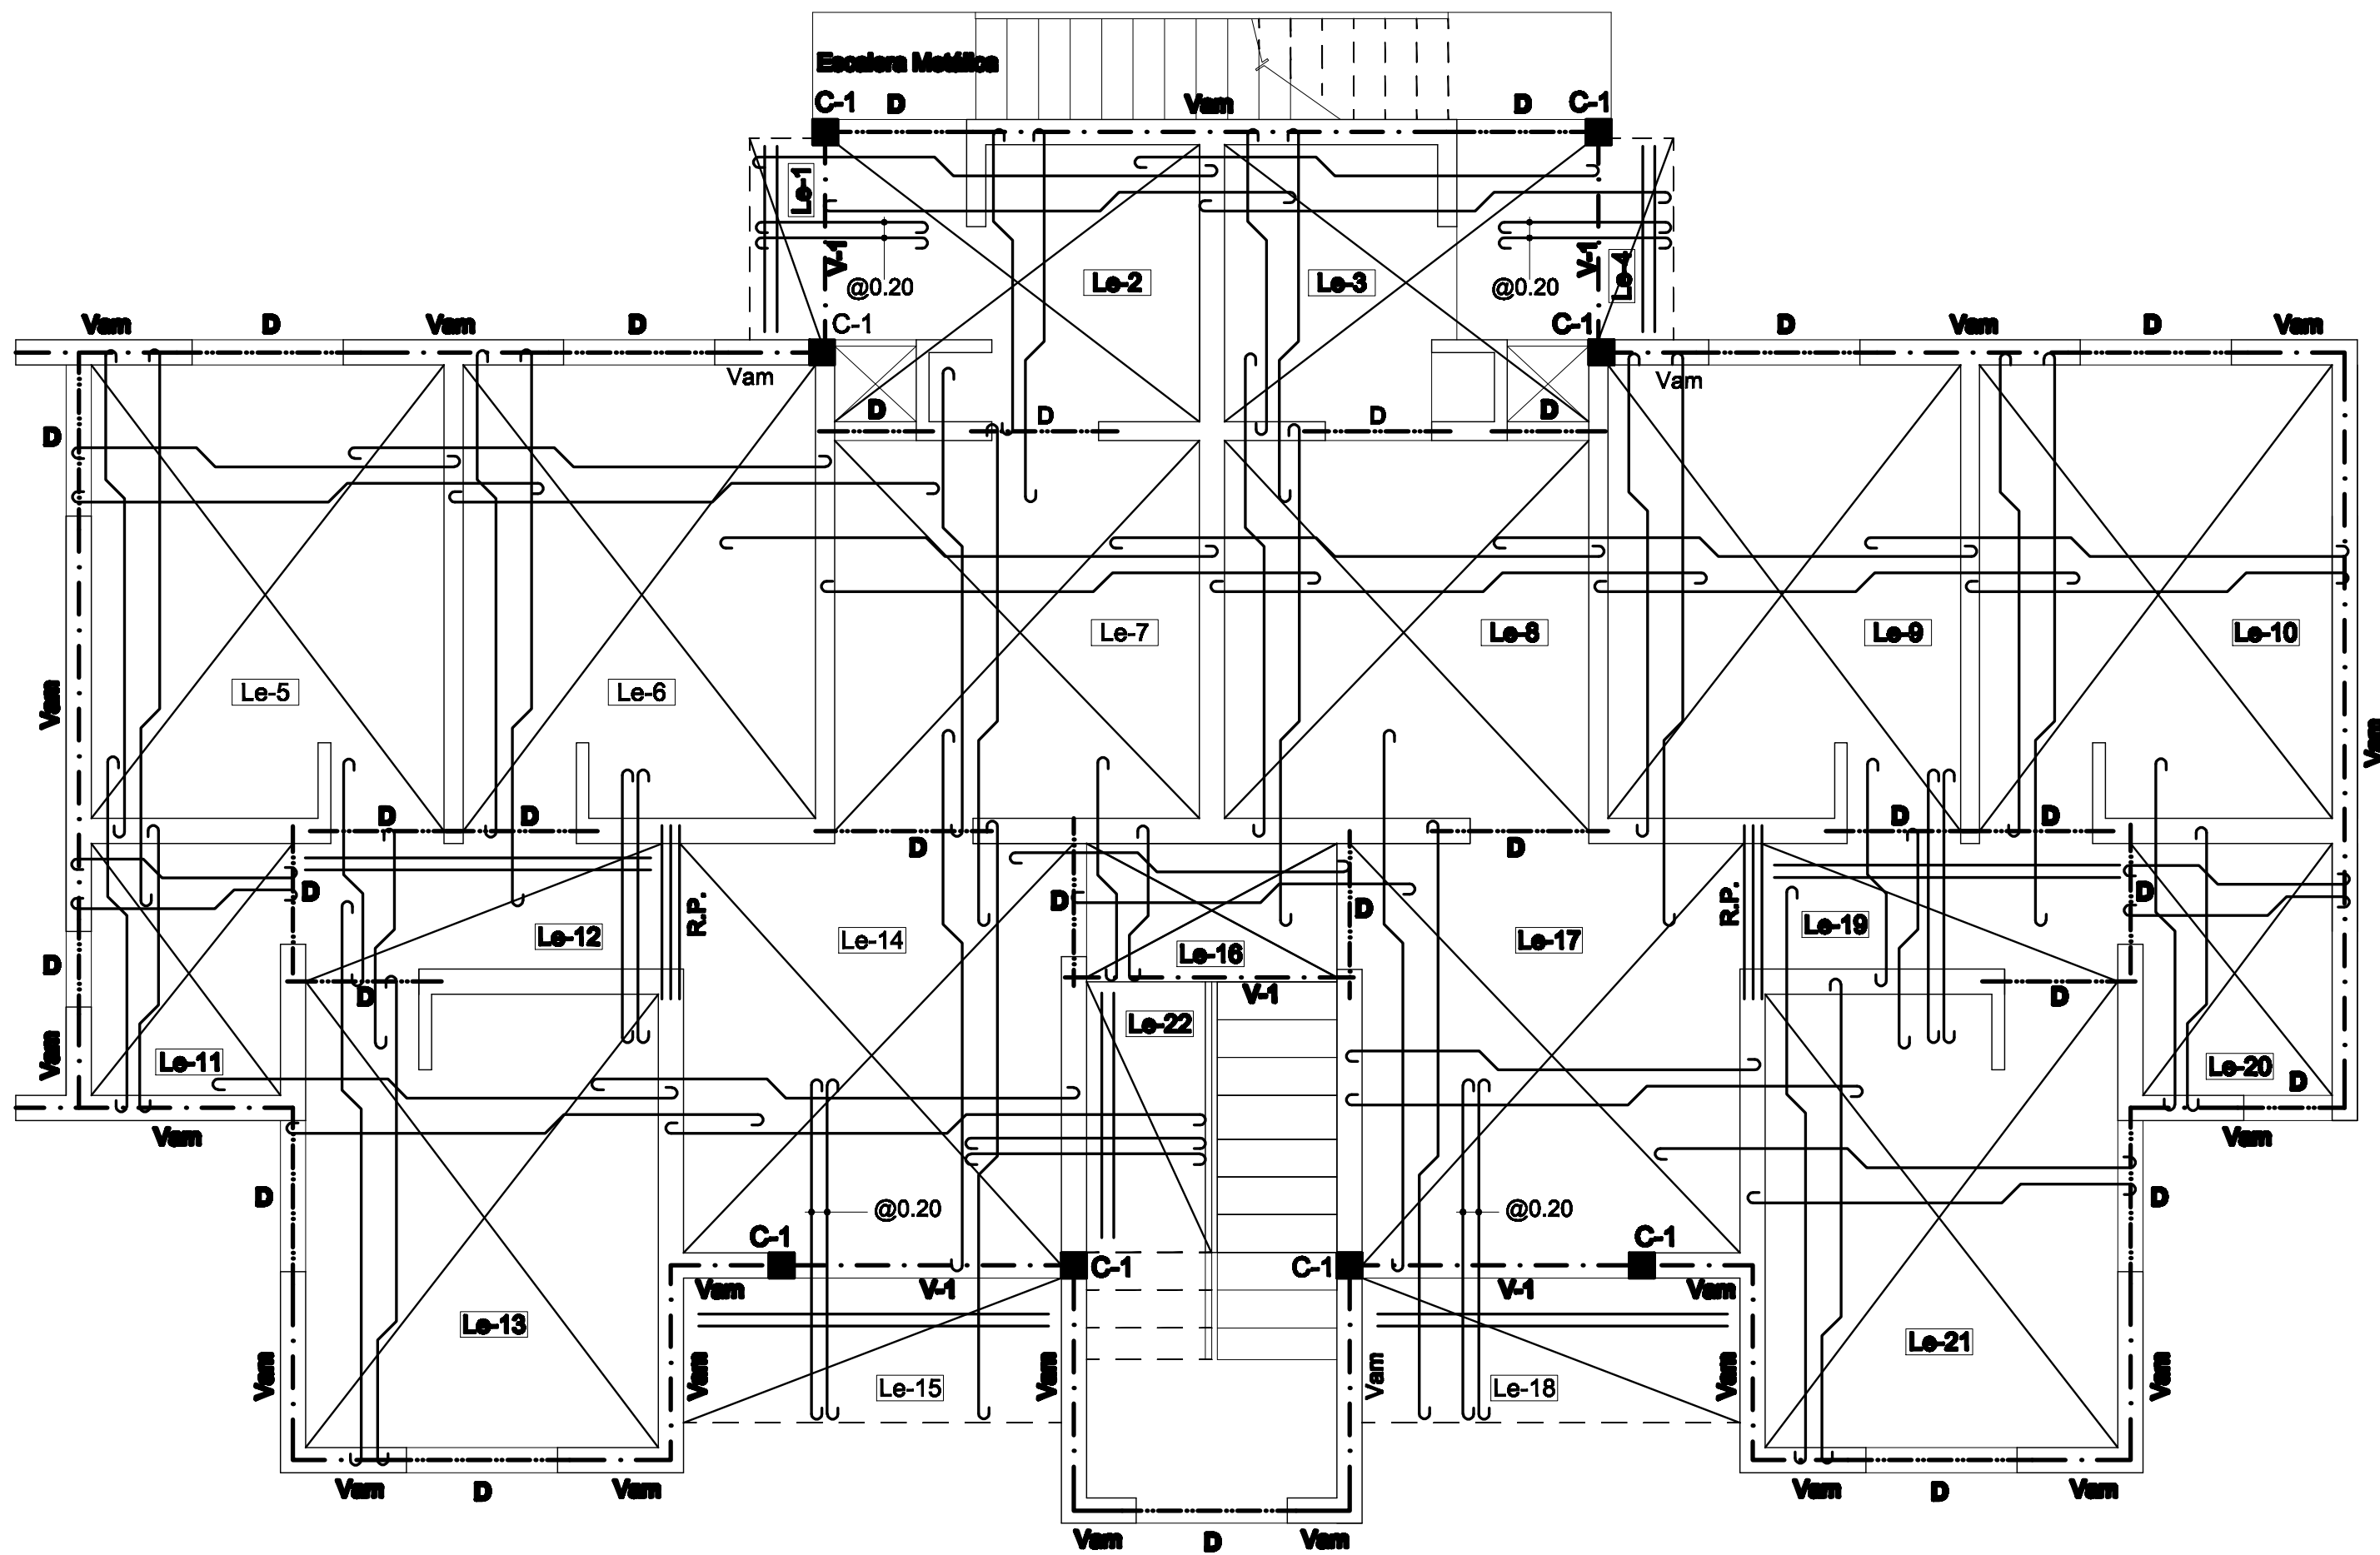 Escalera Metálica
C-1 D Vam D C-1
Le-1
V-1
Le-2 Le-3
V-1
Le-4
@0.20 @0.20
Vam D Vam D C-1 C-1 D Vam D Vam
Vam Vam
D D D D D
Le-7 Le-8 Le-9 Le-10
Le-5 Le-6
Vam Vam
D D D D
D D
D D D D
R.P. R.P.
Le-12 Le-14 Le-16 Le-17 Le-19
D
D V-1 D
Le-22
Vam
Le-11 Le-20
D
Vam Vam
D D
@0.20 @0.20
C-1 C-1
C-1 C-1
Vam V-1 V-1 Vam
Le-13 Le-21
Vam Vam Vam Vam Vam Vam
Le-15 Le-18
Vam D Vam Vam D Vam
Vam D Vam